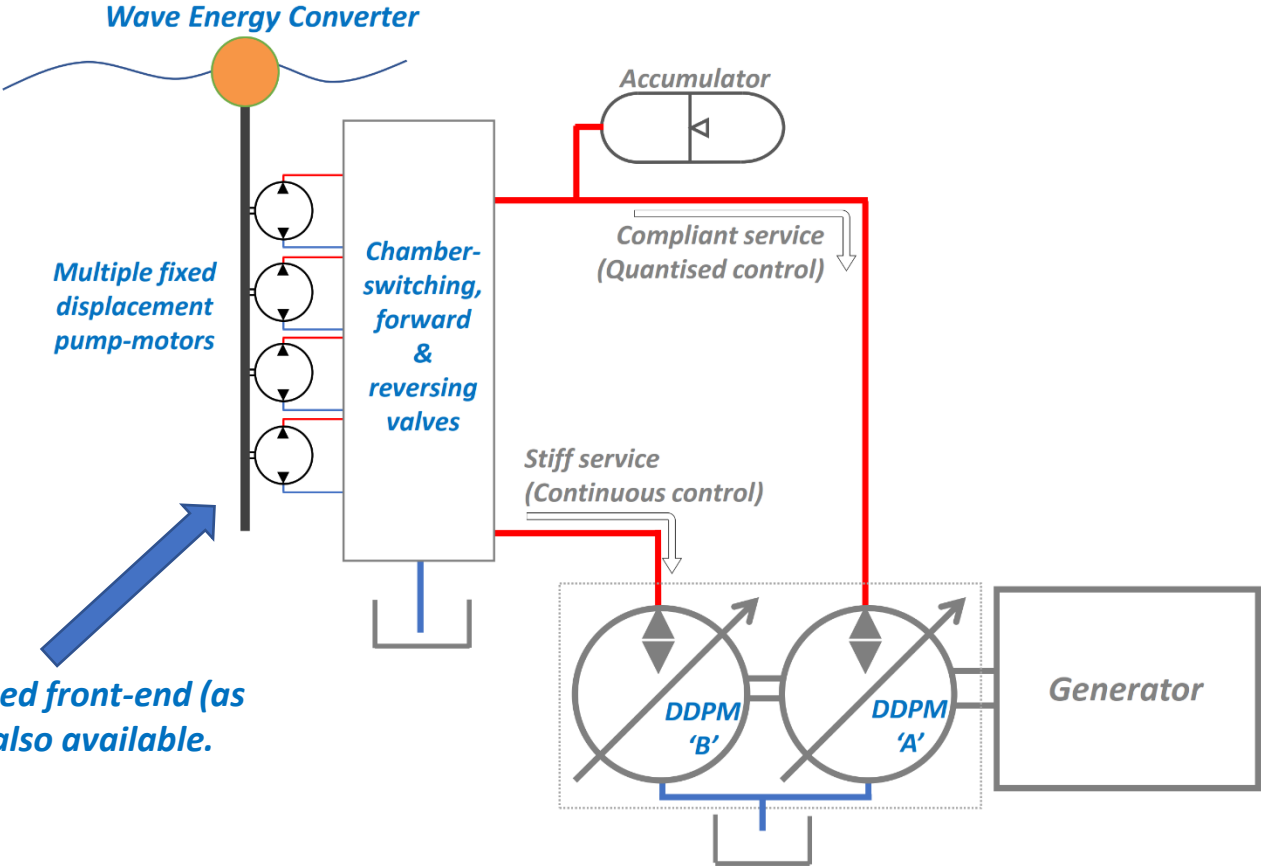 Wave Energy Converter
Accumulator
Compliant service
(Quantised control)
Multiple fixed
displacement
pump-motors
Chamber-
switching,
forward
&
reversing
valves
Stiff service
(Continuous control)
ed front-end (as
also available.
DDPM
‘B’
DDPM
‘A’
Generator